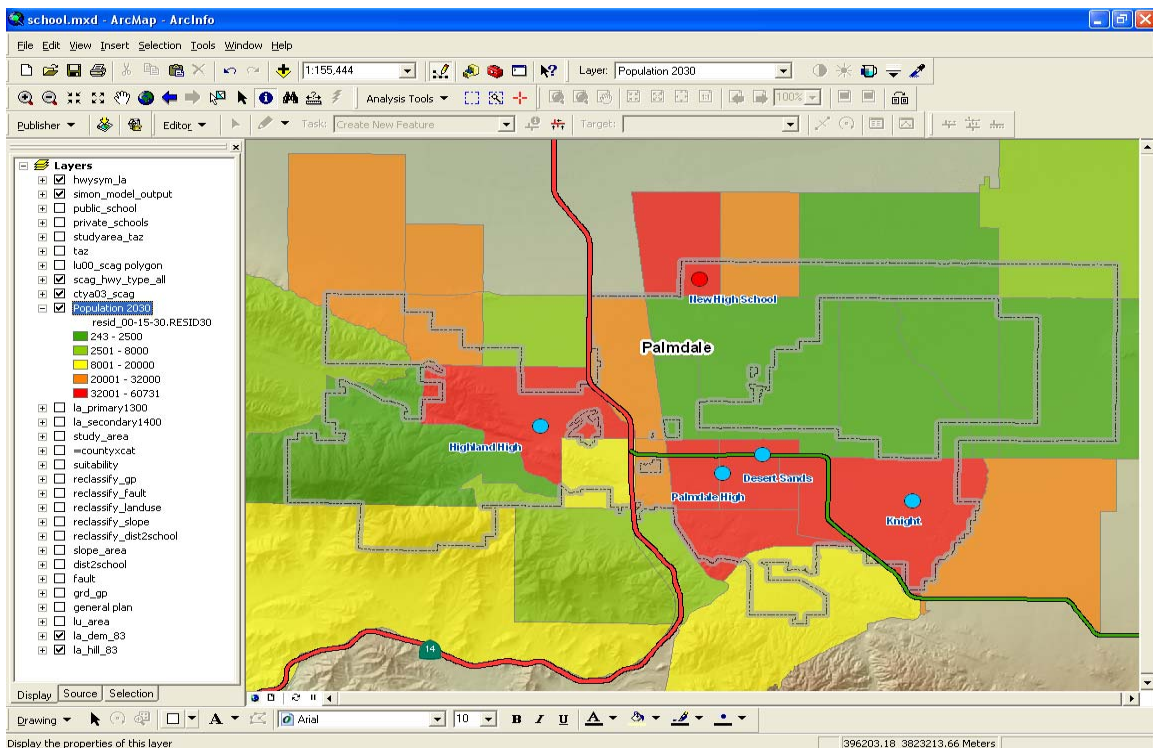 school.mxd - ArcMap - ArcInfo
File Edit View Insert Selection Tools Window Help
1:155,444 Layer: Population 2030
Analysis Tools 100%
Publisher Editor Task: Create New Feature Target:
Layers
hwysym_la
simon_model_output
public_school
private_schools
studyarea_taz
taz
lu00_scag polygon
scag_hwy_type_all
ctya03_scag
Population 2030
resid_00-15-30.RESID30
243 - 2500
2501 - 8000
8001 - 20000
20001 - 32000
32001 - 60731
la_primary1300
la_secondary1400
study_area
=countyxcat
suitability
reclassify_gp
reclassify_fault
reclassify_landuse
reclassify_slope
reclassify_dist2school
slope_area
dist2school
fault
grd_gp
general plan
lu_area
la_dem_83
la_hill_83
Display Source Selection
New High School
Palmdale
Highland High
Desert Sands
Palmdale High
Knight
14
Drawing A Arial 10 B I U A
Display the properties of this layer 396203.18 3823213.66 Meters